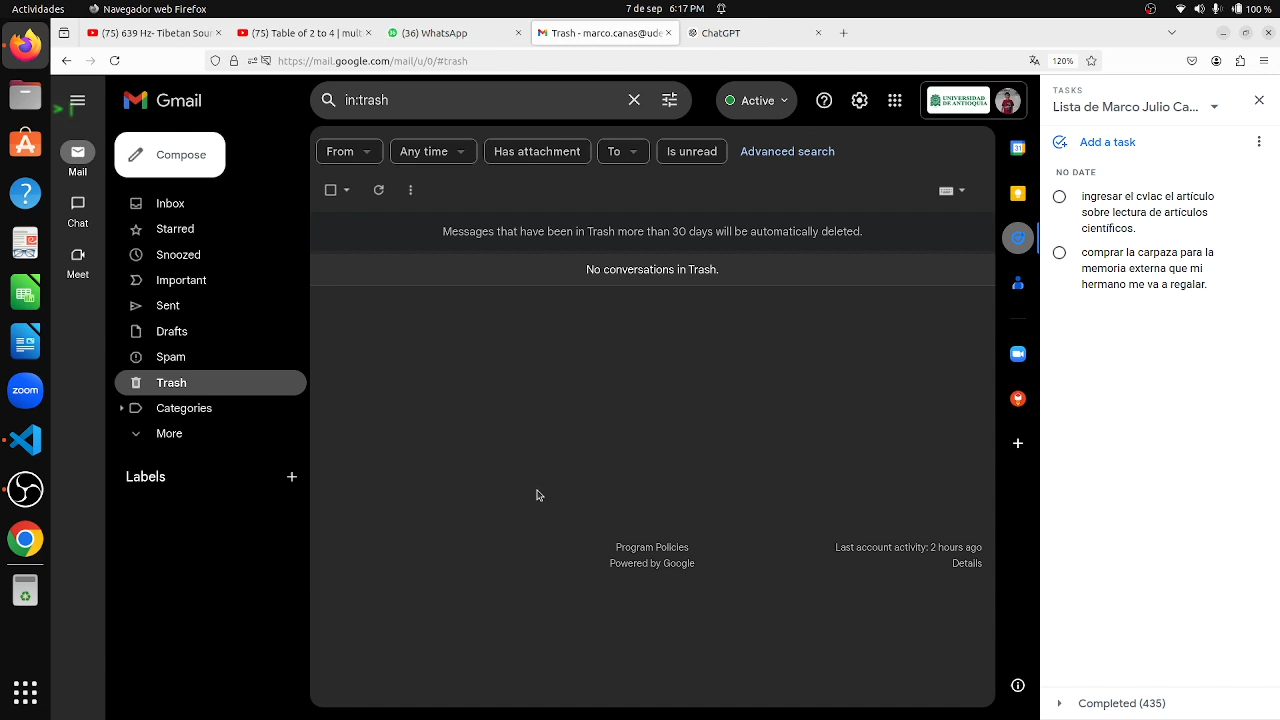 Actividades
Navegador web Firefox
7 de sep 6:17 PM
100 %
(75) 639 Hz- Tibetan Sour
(75) Table of 2 to 4 | mult
(36) WhatsApp
Trash - marco.canas@ude
ChatGPT
https://mail.google.com/mail/u/0/#trash
120%
Gmail
in:trash
Active
UNIVERSIDAD
DE ANTIOQUIA
TASKS
Lista de Marco Julio Ca...
Compose
Mail
Chat
Meet
Inbox
Starred
Snoozed
Important
Sent
Drafts
Spam
Trash
Categories
More
Labels
From
Any time
Has attachment
To
Is unread
Advanced search
Messages that have been in Trash more than 30 days will be automatically deleted.
No conversations in Trash.
Program Policies
Powered by Google
Last account activity: 2 hours ago
Details
Add a task
NO DATE
ingresar el cvlac el artículo
sobre lectura de artículos
científicos.
comprar la carpaza para la
memoria externa que mi
hermano me va a regalar.
Completed (435)
zoom
31